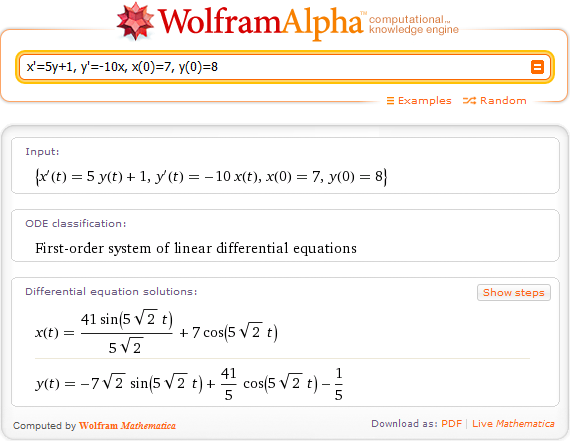 WolframAlpha™ computational... knowledge engine
x'=5y+1, y'=-10x, x(0)=7, y(0)=8
Examples Random
Input:
{x′(t) = 5 y(t) + 1, y′(t) = −10 x(t), x(0) = 7, y(0) = 8}
ODE classification:
First-order system of linear differential equations
Differential equation solutions: Show steps
x(t) = 41 sin(5 √2 t) / 5 √2 + 7 cos(5 √2 t)
y(t) = −7 √2 sin(5 √2 t) + 41/5 cos(5 √2 t) − 1/5
Computed by Wolfram Mathematica Download as: PDF | Live Mathematica